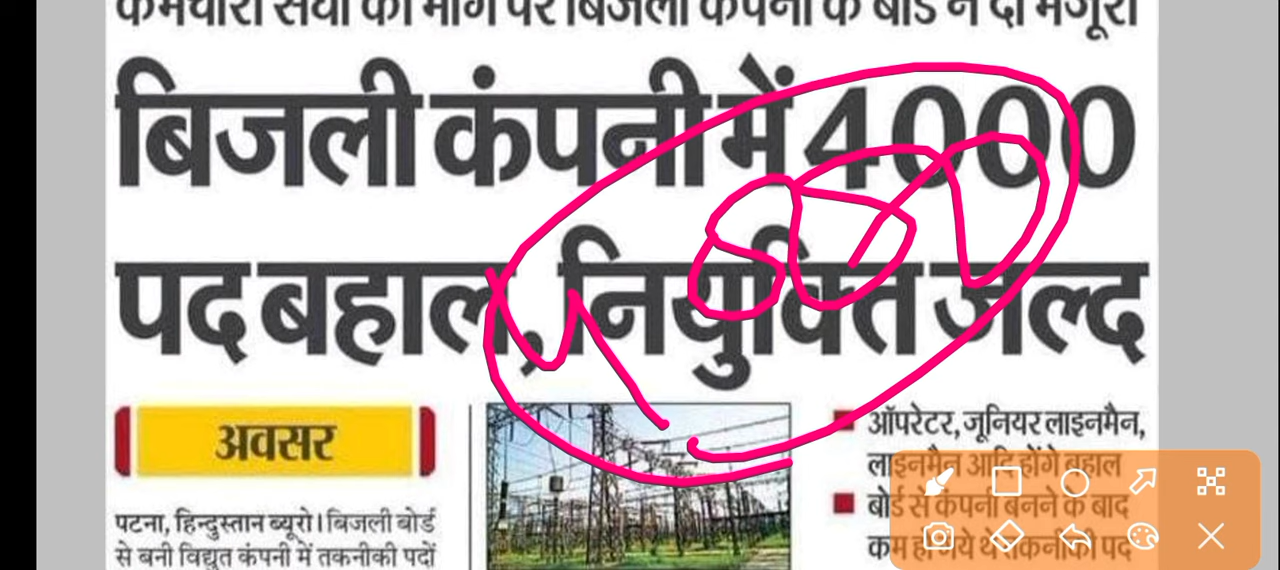 कर्मचारी संघों की मांग पर बिजली कंपनी के बोर्ड ने दी मंजूरी
बिजली कंपनी में 4000
पद बहाल, नियुक्ति जल्द
अवसर
पटना, हिन्दुस्तान ब्यूरो। बिजली बोर्ड
से बनी विद्युत कंपनी में तकनीकी पदों
ऑपरेटर, जूनियर लाइनमैन,
लाइनमैन आदि होंगे बहाल
बोर्ड से कंपनी बनने के बाद
कम हो गये थे तकनीकी पद